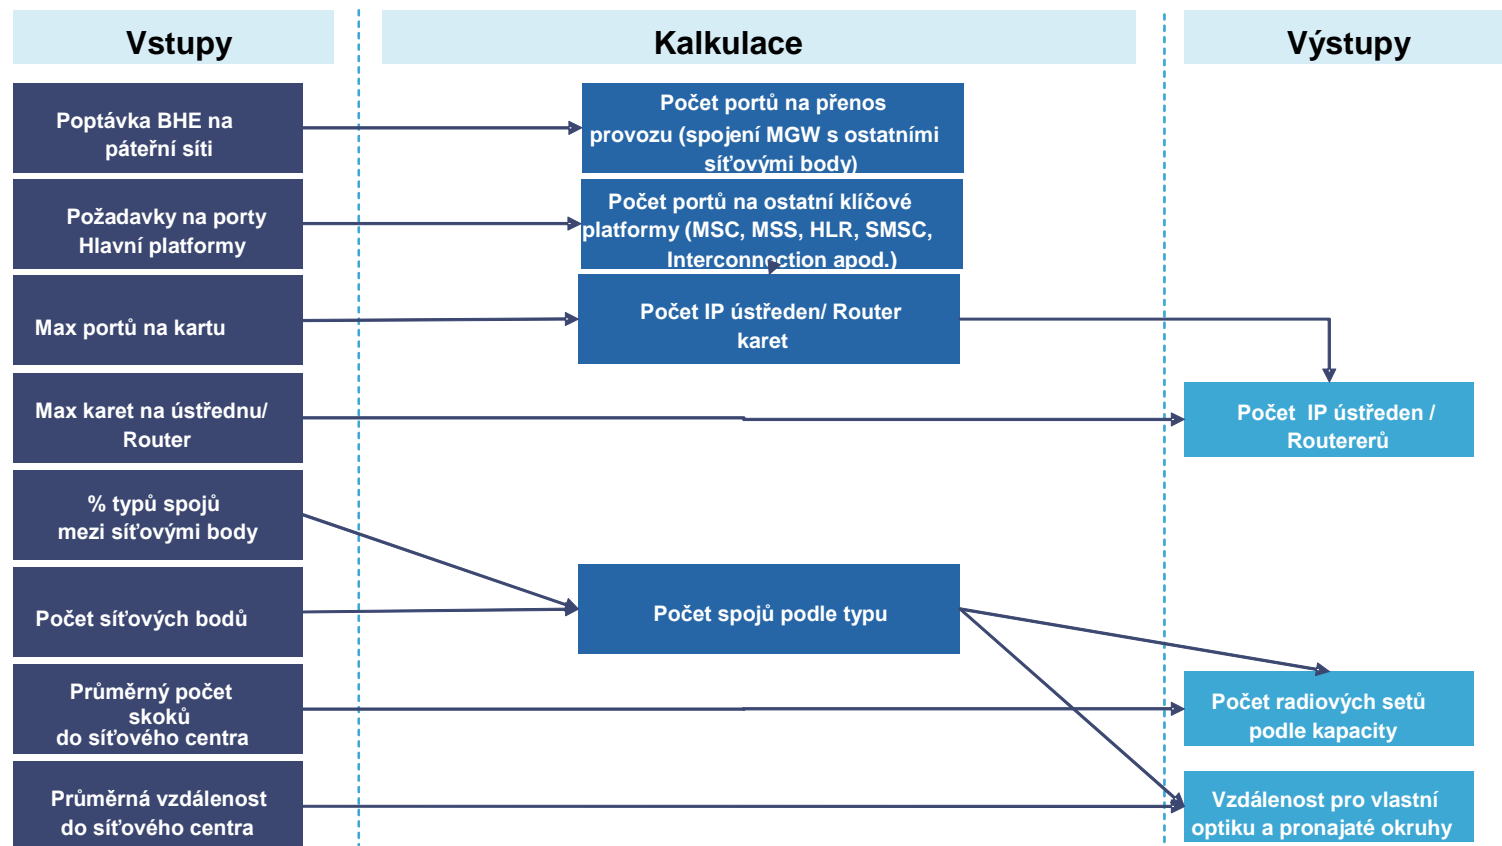 Vstupy
Kalkulace
Výstupy
Poptávka BHE na
páteřní síti
Počet portů na přenos
provozu (spojení MGW s ostatními
síťovými body)
Požadavky na porty
Hlavní platformy
Počet portů na ostatní klíčové
platformy (MSC, MSS, HLR, SMSC,
Interconnection apod.)
Max portů na kartu
Počet IP ústředen/ Router
karet
Max karet na ústřednu/
Router
Počet  IP ústředen /
Routererů
% typů spojů
mezi síťovými body
Počet síťových bodů
Počet spojů podle typu
Průměrný počet
skoků
do síťového centra
Počet radiových setů
podle kapacity
Průměrná vzdálenost
do síťového centra
Vzdálenost pro vlastní
optiku a pronajaté okruhy